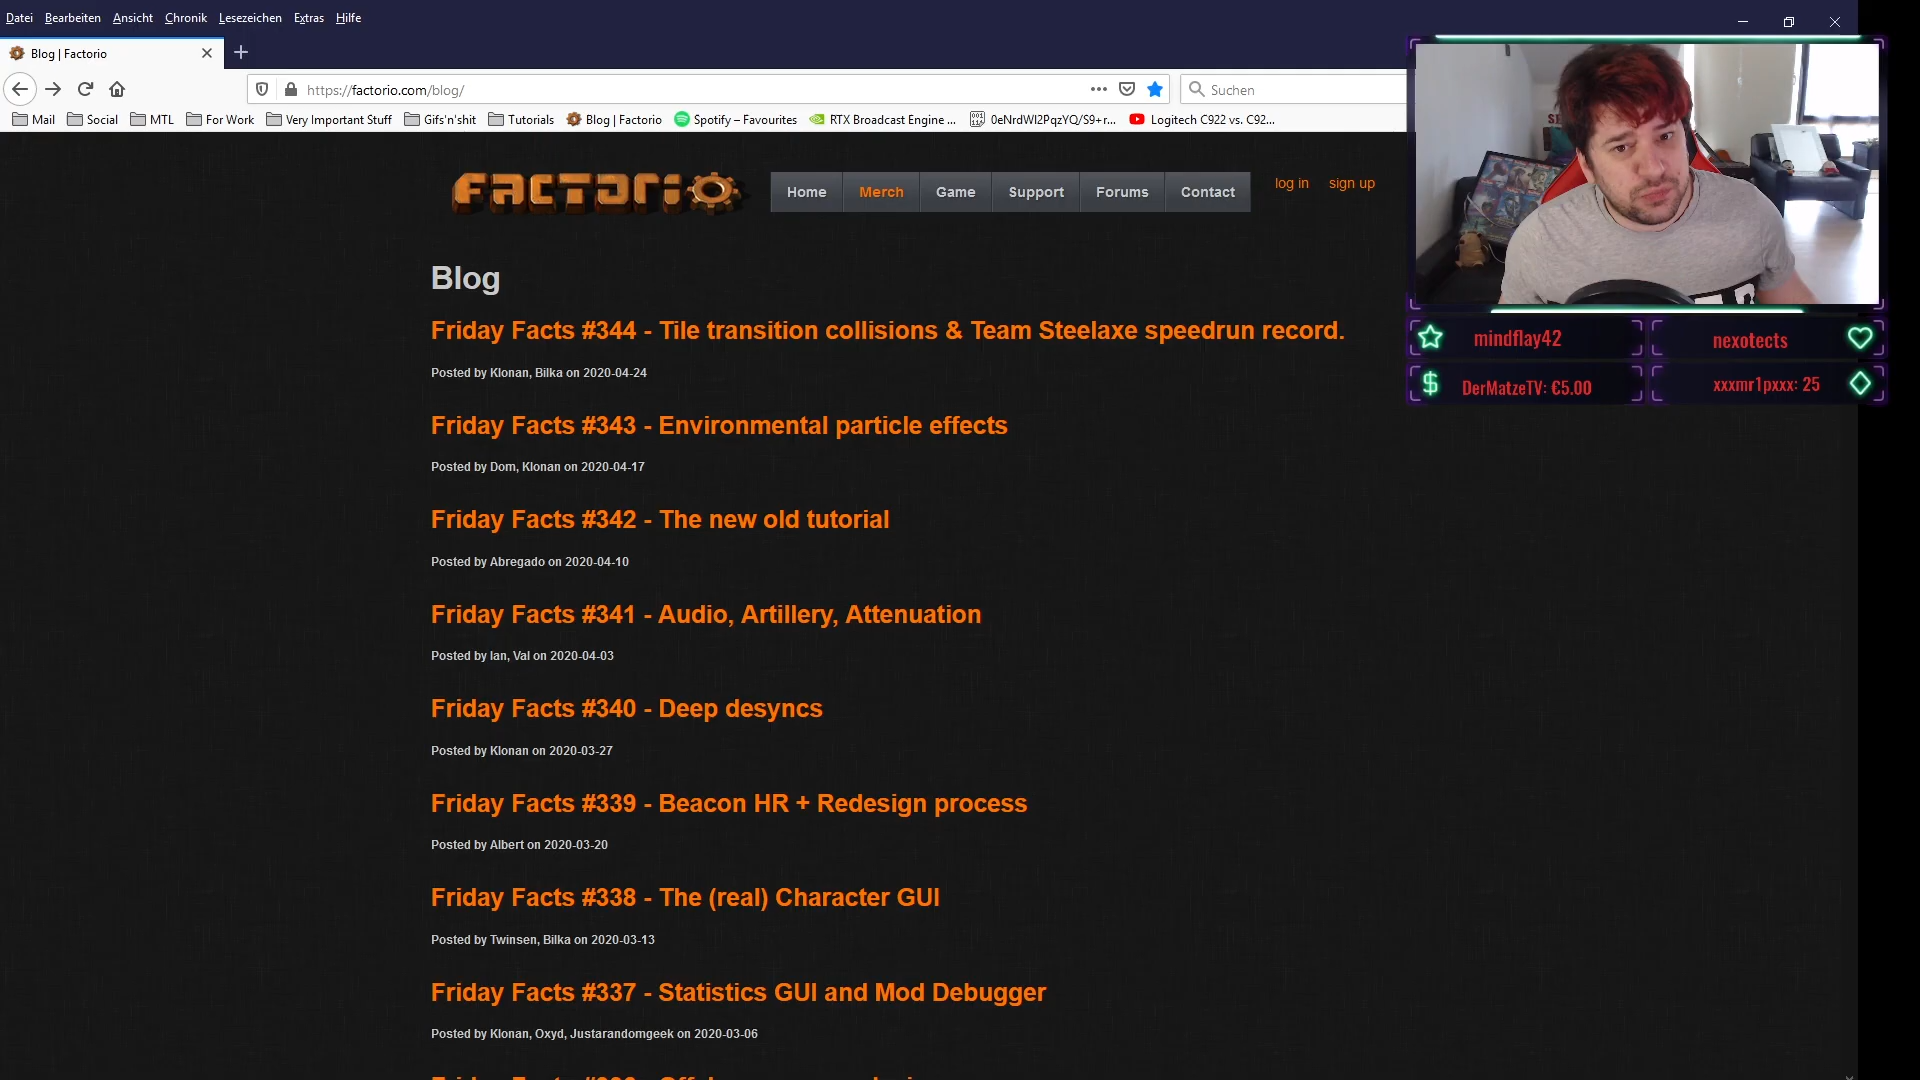 Datei Bearbeiten Ansicht Chronik Lesezeichen Extras Hilfe
Blog | Factorio
https://factorio.com/blog/
Suchen
Mail Social MTL For Work Very Important Stuff Gifs'n'shit Tutorials Blog | Factorio Spotify – Favourites RTX Broadcast Engine ... 0eNrdWl2PqzYQ/S9+r... Logitech C922 vs. C92...
FACTORIO
Home Merch Game Support Forums Contact
log in sign up
Blog
Friday Facts #344 - Tile transition collisions & Team Steelaxe speedrun record.
Posted by Klonan, Bilka on 2020-04-24
Friday Facts #343 - Environmental particle effects
Posted by Dom, Klonan on 2020-04-17
Friday Facts #342 - The new old tutorial
Posted by Abregado on 2020-04-10
Friday Facts #341 - Audio, Artillery, Attenuation
Posted by Ian, Val on 2020-04-03
Friday Facts #340 - Deep desyncs
Posted by Klonan on 2020-03-27
Friday Facts #339 - Beacon HR + Redesign process
Posted by Albert on 2020-03-20
Friday Facts #338 - The (real) Character GUI
Posted by Twinsen, Bilka on 2020-03-13
Friday Facts #337 - Statistics GUI and Mod Debugger
Posted by Klonan, Oxyd, Justarandomgeek on 2020-03-06
mindflay42
nexotects
DerMatzeTV: €5.00
xxxmr1pxxx: 25